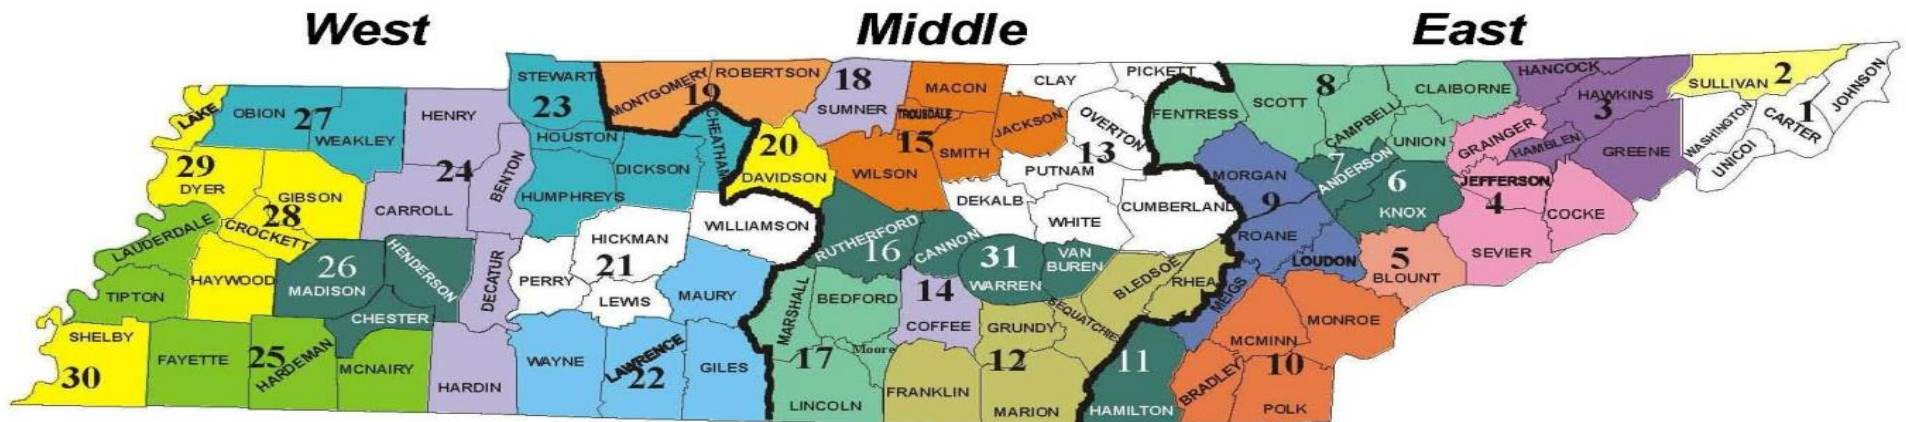 West Middle East
STEWART
23
MONTGOMERY
ROBERTSON
19
18
SUMNER
MACON
CLAY
PICKETT
8
SCOTT
CLAIBORNE
HANCOCK
SULLIVAN 2
JOHNSON
LAKE
OBION 27
WEAKLEY
HENRY
HOUSTON
CHEATHAM
TROUSDALE
JACKSON
OVERTON
FENTRESS
CAMPBELL
UNION
GRAINGER
HAWKINS
3
HAMBLEN
GREENE
WASHINGTON
CARTER
1
UNICOI
29
DYER
GIBSON
28
CROCKETT
24
BENTON
CARROLL
DICKSON
HUMPHREYS
20
DAVIDSON
15
WILSON
SMITH
13
PUTNAM
MORGAN
9
7
ANDERSON
6
KNOX
JEFFERSON
4
COCKE
LAUDERDALE
HAYWOOD
26
MADISON
HENDERSON
DECATUR
PERRY
HICKMAN
21
LEWIS
WILLIAMSON
RUTHERFORD
16
CANNON
DEKALB
WHITE
CUMBERLAND
31
WARREN
VAN
BUREN
ROANE
LOUDON
5
BLOUNT
SEVIER
TIPTON
CHESTER
MAURY
MARSHALL
BEDFORD
14
COFFEE
GRUNDY
SEQUATCHIE
BLEDSOE
RHEA
MEIGS
MONROE
SHELBY
30
FAYETTE
25
HARDEMAN
MCNAIRY
HARDIN
WAYNE
LAWRENCE
22
GILES
17
Moore
LINCOLN
FRANKLIN
12
MARION
11
HAMILTON
MCMINN
BRADLEY
10
POLK